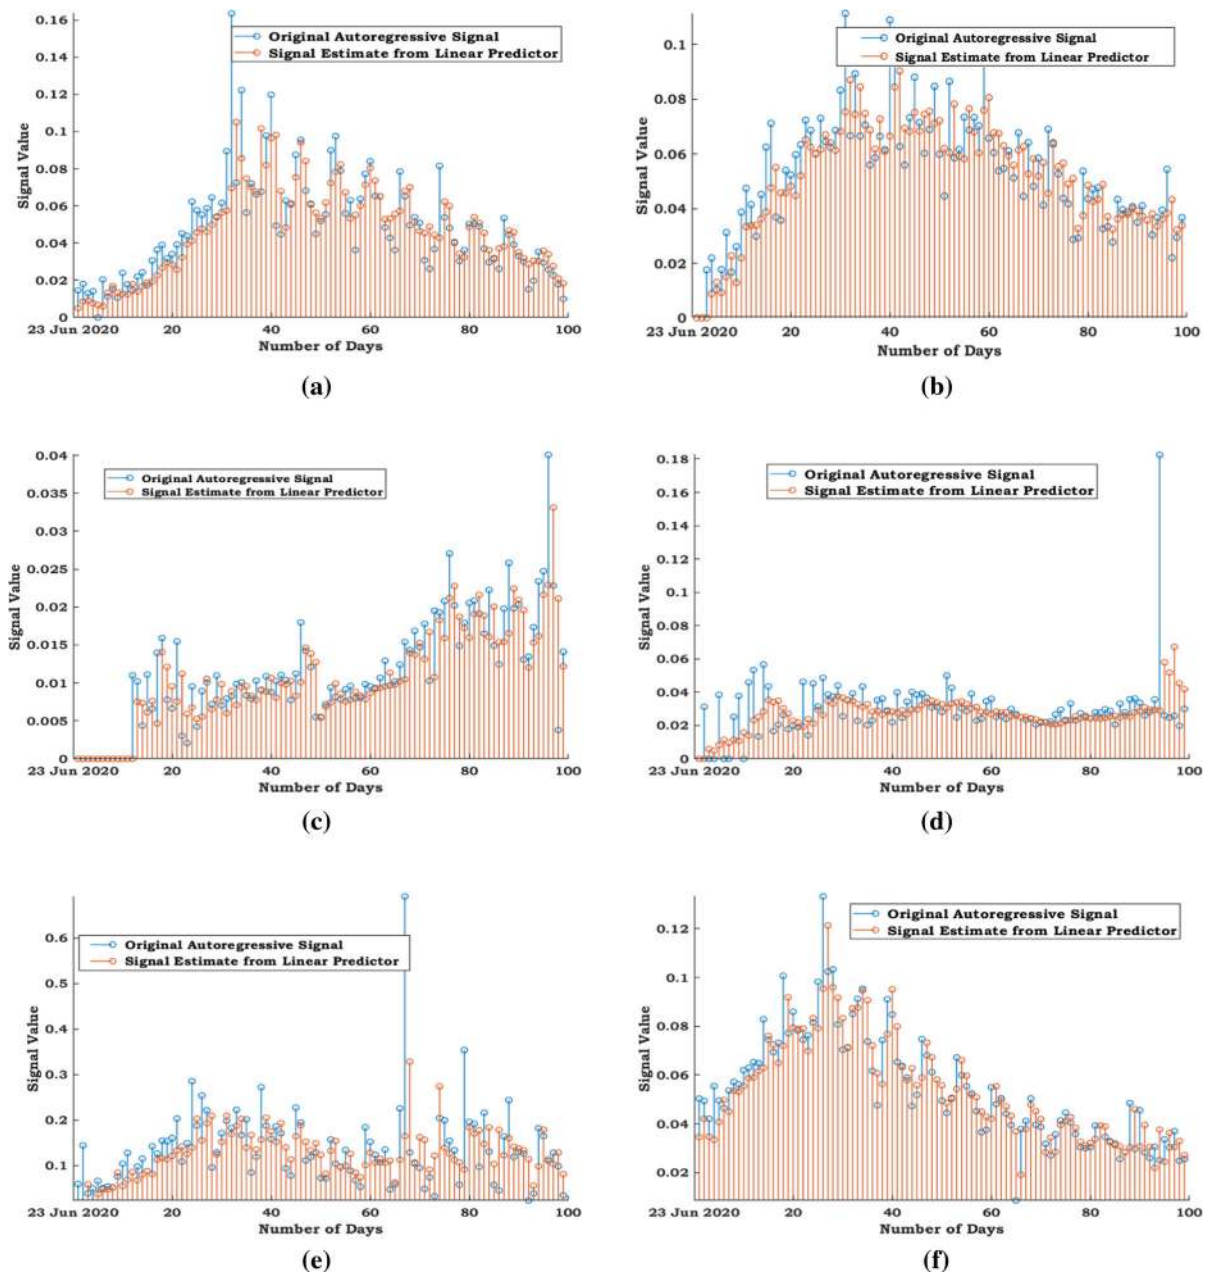 0.16
0.14
0.12
0.1
0.08
0.06
0.04
0.02
0
Signal Value
Original Autoregressive Signal
Signal Estimate from Linear Predictor
23 Jun 2020 20 40 60 80 100
Number of Days
(a)
0.1
0.08
0.06
0.04
0.02
0
Signal Value
Original Autoregressive Signal
Signal Estimate from Linear Predictor
23 Jun 2020 20 40 60 80 100
Number of Days
(b)
0.04
0.035
0.03
0.025
0.02
0.015
0.01
0.005
0
Signal Value
Original Autoregressive Signal
Signal Estimate from Linear Predictor
23 Jun 2020 20 40 60 80 100
Number of Days
(c)
0.18
0.16
0.14
0.12
0.1
0.08
0.06
0.04
0.02
0
Signal Value
Original Autoregressive Signal
Signal Estimate from Linear Predictor
23 Jun 2020 20 40 60 80 100
Number of Days
(d)
0.6
0.5
0.4
0.3
0.2
0.1
Signal Value
Original Autoregressive Signal
Signal Estimate from Linear Predictor
23 Jun 2020 20 40 60 80 100
Number of Days
(e)
0.12
0.1
0.08
0.06
0.04
0.02
Signal Value
Original Autoregressive Signal
Signal Estimate from Linear Predictor
23 Jun 2020 20 40 60 80 100
Number of Days
(f)